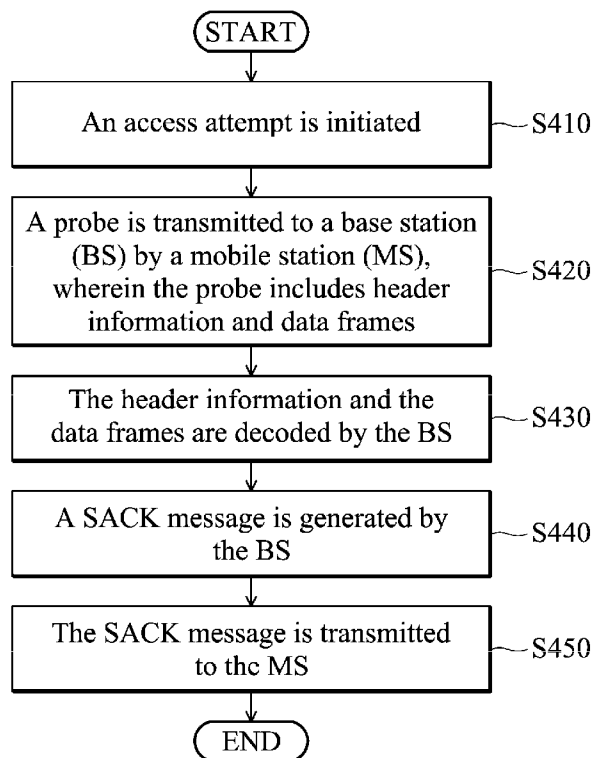 START
An access attempt is initiated
S410
A probe is transmitted to a base station
(BS) by a mobile station (MS),
wherein the probe includes header
information and data frames
S420
The header information and the
data frames are decoded by the BS
S430
A SACK message is generated by
the BS
S440
The SACK message is transmitted
to the MS
S450
END